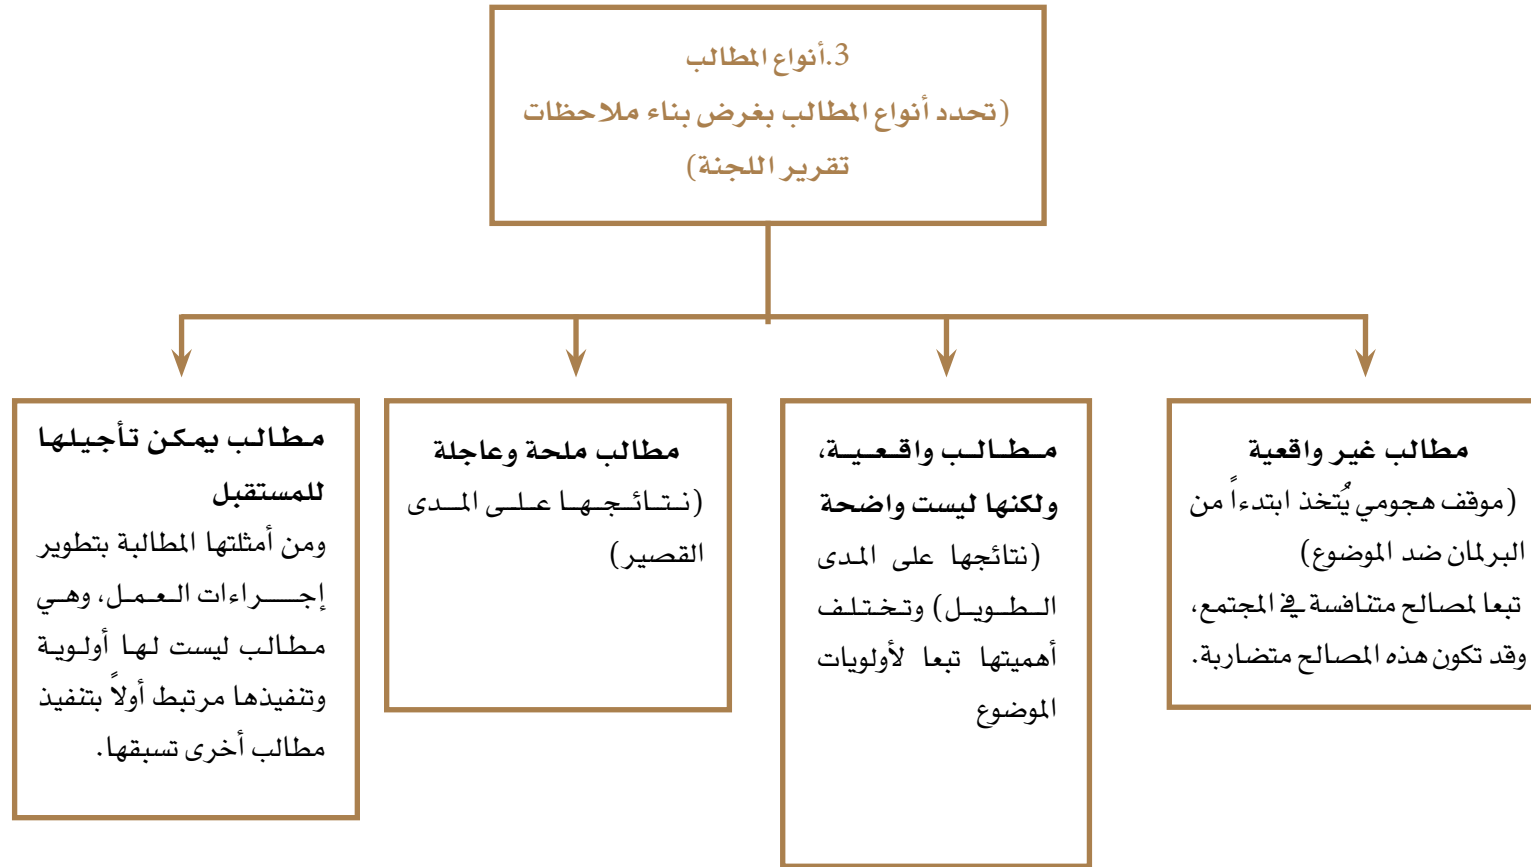 3.أنواع المطالب
(تحدد أنواع المطالب بغرض بناء ملاحظات
تقرير اللجنة)
مطالب غير واقعية
(موقف هجومي يُتخذ ابتدءاً من
البرلمان ضد الموضوع)
تبعا لمصالح متنافسة في المجتمع،
وقد تكون هذه المصالح متضاربة.
مطالب واقعية،
ولكنها ليست واضحة
(نتائجها على المدى
الطويل) وتختلف
أهميتها تبعا لأولويات
الموضوع
مطالب ملحة وعاجلة
(نتائجها على المدى
القصير)
مطالب يمكن تأجيلها
للمستقبل
ومن أمثلتها المطالبة بتطوير
إجراءات العمل، وهي
مطالب ليست لها أولوية
وتنفيذها مرتبط أولاً بتنفيذ
مطالب أخرى تسبقها.